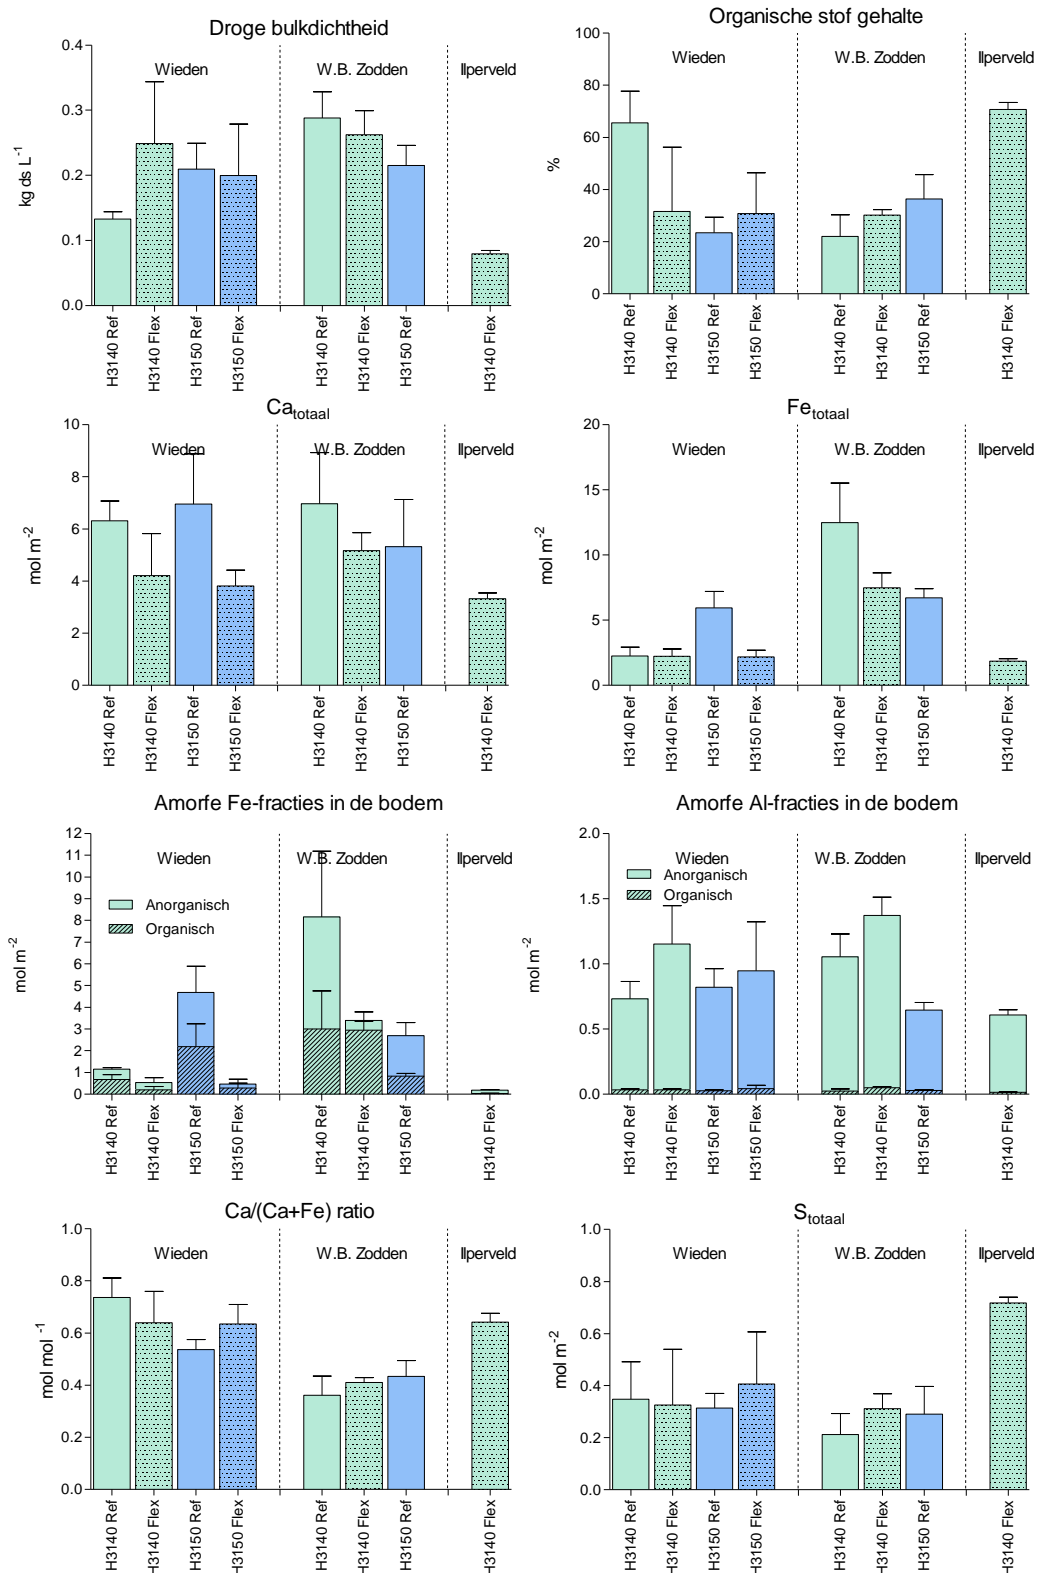 Droge bulkdichtheid
0.4
0.3
0.2
0.1
0.0
kg ds L-1
Wieden
W.B. Zodden
Ilperveld
H3140 Ref
H3140 Flex
H3150 Ref
H3150 Flex
H3140 Ref
H3140 Flex
H3150 Ref
H3140 Flex
Organische stof gehalte
100
80
60
40
20
0
%
Wieden
W.B. Zodden
Ilperveld
H3140 Ref
H3140 Flex
H3150 Ref
H3150 Flex
H3140 Ref
H3140 Flex
H3150 Ref
H3140 Flex
Ca totaal
10
8
6
4
2
0
mol m-2
Wieden
W.B. Zodden
Ilperveld
H3140 Ref
H3140 Flex
H3150 Ref
H3150 Flex
H3140 Ref
H3140 Flex
H3150 Ref
H3140 Flex
Fe totaal
20
15
10
5
0
mol m-2
Wieden
W.B. Zodden
Ilperveld
H3140 Ref
H3140 Flex
H3150 Ref
H3150 Flex
H3140 Ref
H3140 Flex
H3150 Ref
H3140 Flex
Amorfe Fe-fracties in de bodem
12
11
10
9
8
7
6
5
4
3
2
1
0
mol m-2
Wieden
W.B. Zodden
Ilperveld
Anorganisch
Organisch
H3140 Ref
H3140 Flex
H3150 Ref
H3150 Flex
H3140 Ref
H3140 Flex
H3150 Ref
H3140 Flex
Amorfe Al-fracties in de bodem
2.0
1.5
1.0
0.5
0.0
mol m-2
Wieden
W.B. Zodden
Ilperveld
Anorganisch
Organisch
H3140 Ref
H3140 Flex
H3150 Ref
H3150 Flex
H3140 Ref
H3140 Flex
H3150 Ref
H3140 Flex
Ca/(Ca+Fe) ratio
1.0
0.8
0.6
0.4
0.2
0.0
mol mol -1
Wieden
W.B. Zodden
Ilperveld
H3140 Ref
H3140 Flex
H3150 Ref
H3150 Flex
H3140 Ref
H3140 Flex
H3150 Ref
H3140 Flex
S totaal
1.0
0.8
0.6
0.4
0.2
0.0
mol m-2
Wieden
W.B. Zodden
Ilperveld
H3140 Ref
H3140 Flex
H3150 Ref
H3150 Flex
H3140 Ref
H3140 Flex
H3150 Ref
H3140 Flex